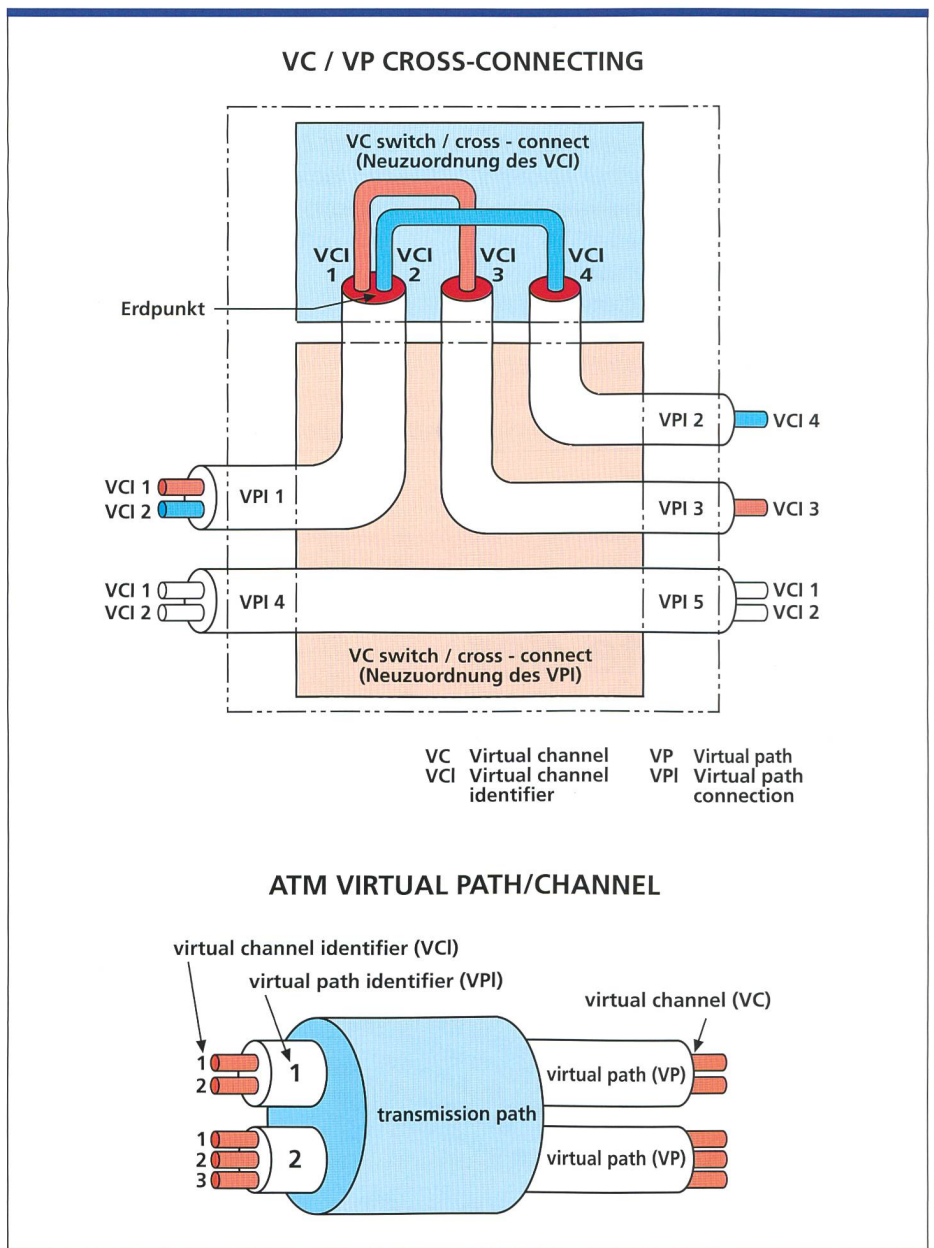 VC / VP CROSS-CONNECTING
VC switch / cross - connect
(Neuzuordnung des VCI)
VCI 1
VCI 2
VCI 3
VCI 4
Erdpunkt
VPI 2
VCI 4
VCI 1
VCI 2
VPI 1
VPI 3
VCI 3
VCI 1
VCI 2
VPI 4
VPI 5
VCI 1
VCI 2
VC switch / cross - connect
(Neuzuordnung des VPI)
VC Virtual channel
VCI Virtual channel
identifier
VP Virtual path
VPI Virtual path
connection
ATM VIRTUAL PATH/CHANNEL
virtual channel identifier (VCI)
virtual path identifier (VPI)
virtual channel (VC)
1
2
1
virtual path (VP)
transmission path
1
2
3
2
virtual path (VP)